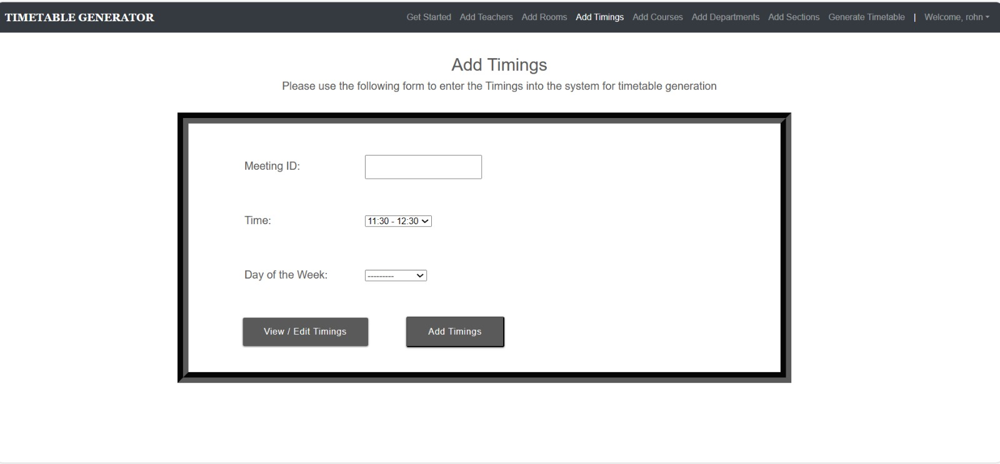 TIMETABLE GENERATOR Get Started Add Teachers Add Rooms Add Timings Add Courses Add Departments Add Sections Generate Timetable | Welcome, rohn
Add Timings
Please use the following form to enter the Timings into the system for timetable generation
Meeting ID:
Time: 11:30 - 12:30
Day of the Week: ---------
View / Edit Timings Add Timings